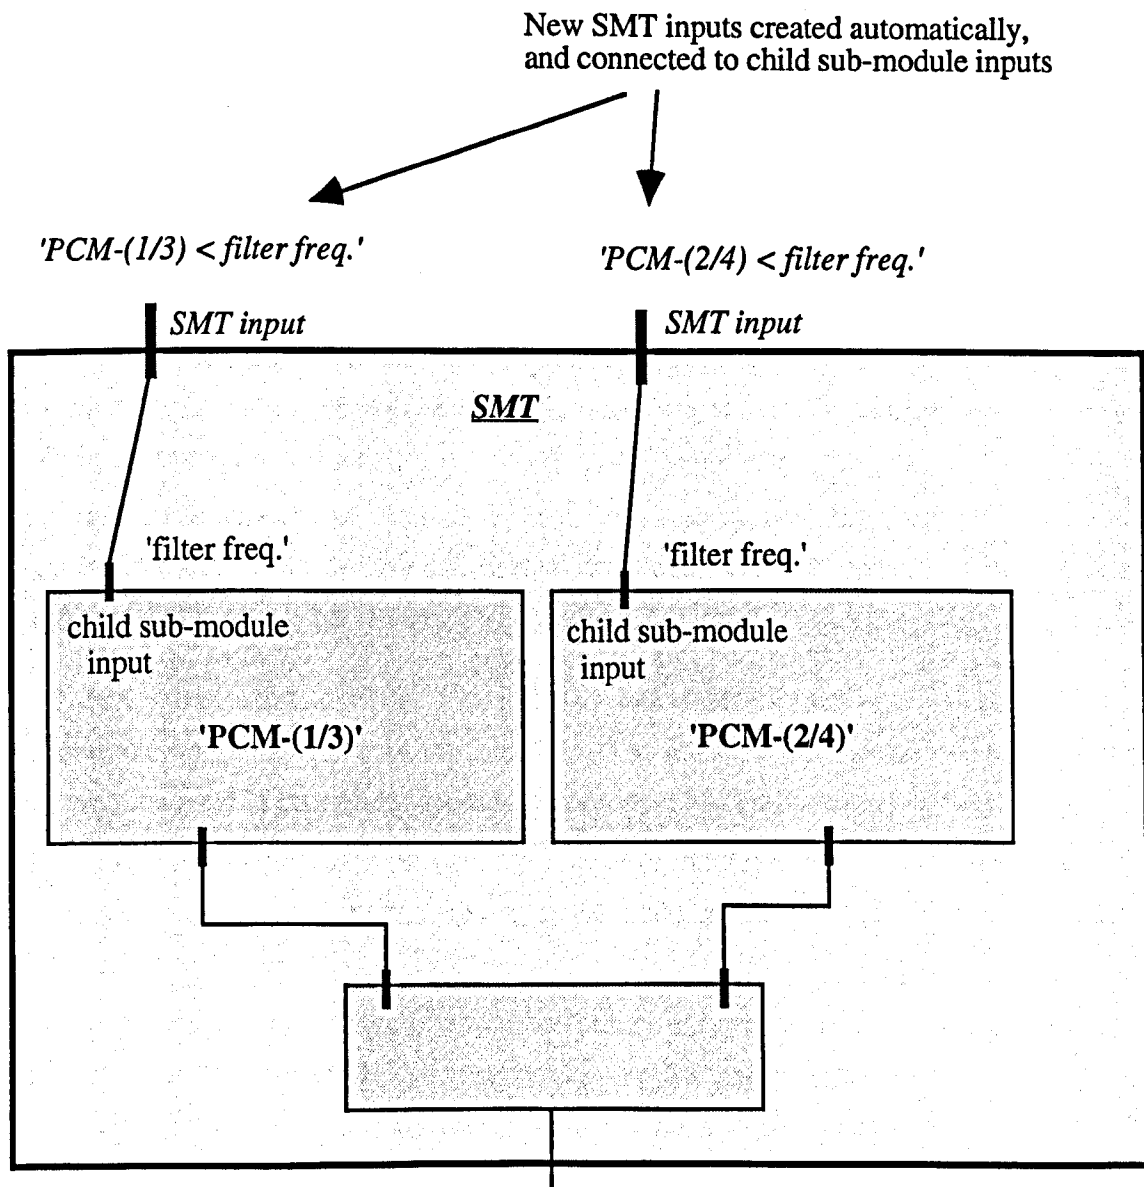 New SMT inputs created automatically,
and connected to child sub-module inputs
'PCM-(1/3) < filter freq.'
'PCM-(2/4) < filter freq.'
SMT input
SMT input
SMT
'filter freq.'
'filter freq.'
child sub-module
input
child sub-module
input
'PCM-(1/3)'
'PCM-(2/4)'